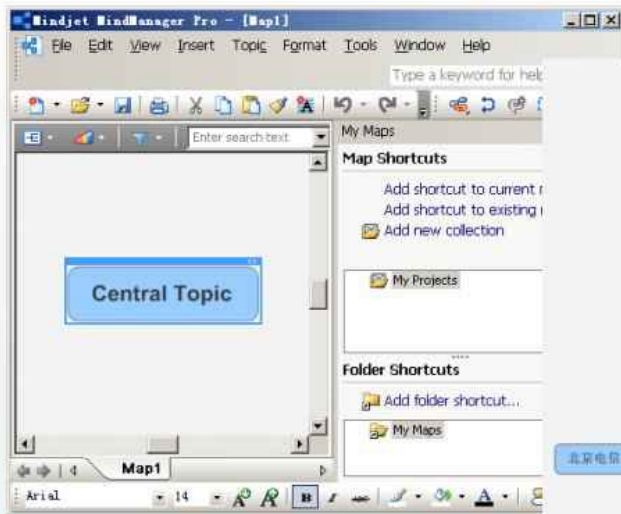 Mindjet MindManager Pro - [Map1]
File Edit View Insert Topic Format Tools Window Help
Type a keyword for help
Enter search text
My Maps
Map Shortcuts
Add shortcut to current
Add shortcut to existing
Add new collection
Central Topic
My Projects
Folder Shortcuts
Add folder shortcut...
My Maps
北京电信
Map1
Arial 14 B I A